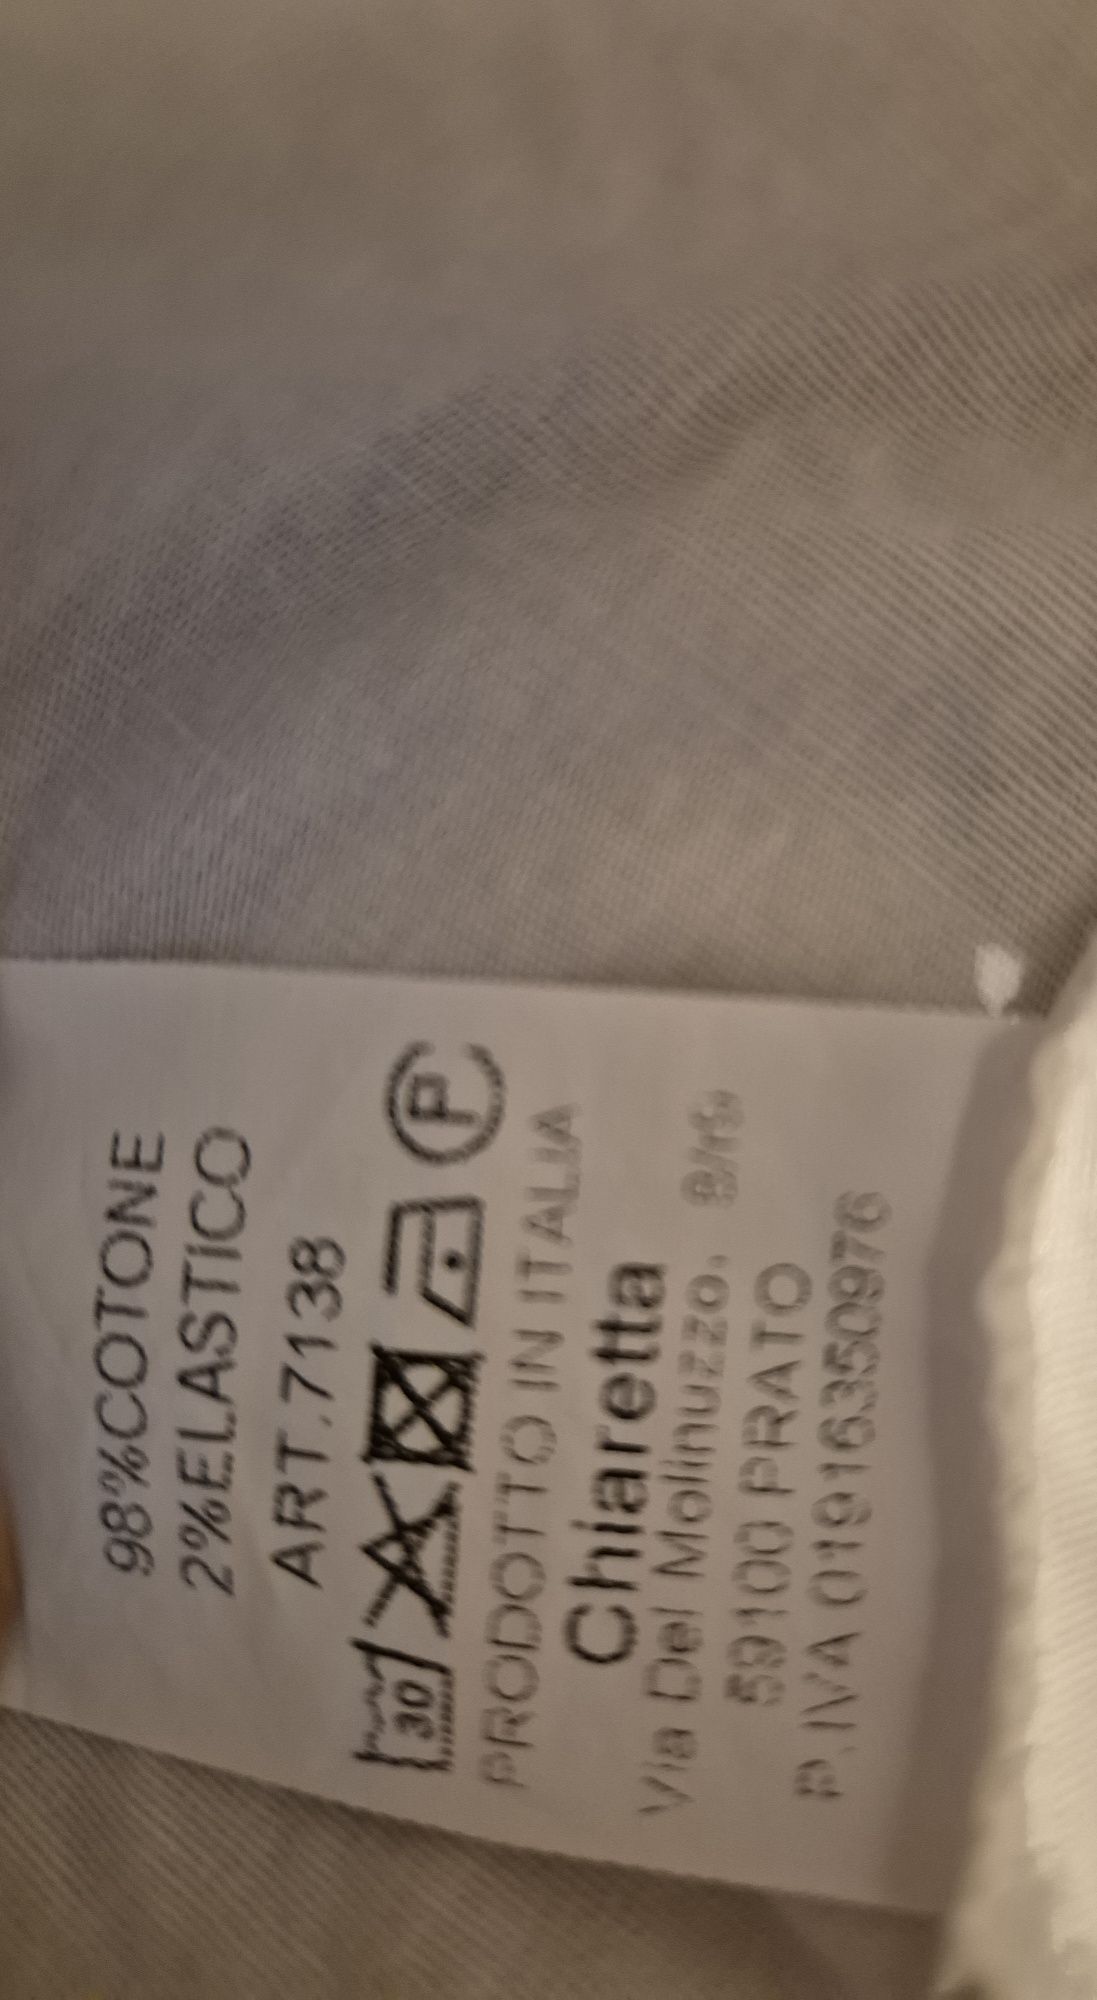 98%COTONE
2%ELASTICO
ART.7138
30 P
PRODOTTO IN ITALIA
Chiaretta
Via Del Molinuzzo,
59100 PRATO
P.IVA 01916350976